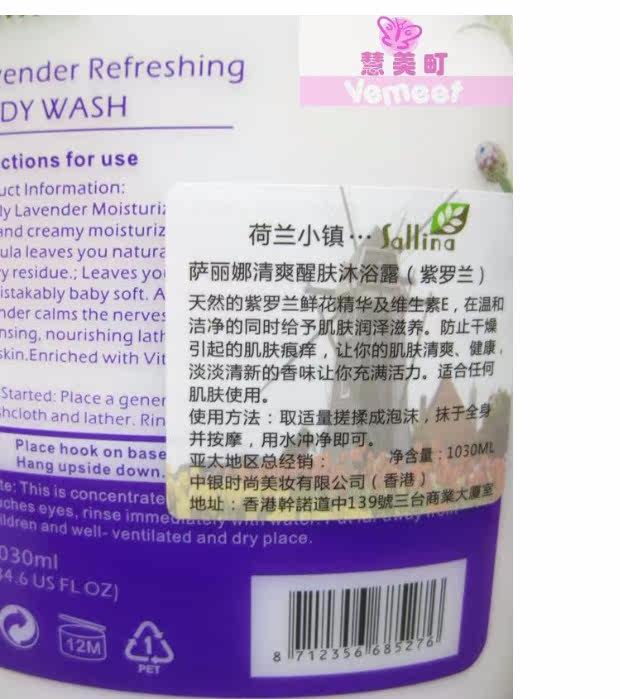 慧美町
Vemeet
ender Refreshing
DY WASH
ctions for use
uct Information:
ly Lavender Moisturiz
and creamy moisturiz
ula leaves you natura
y residue.; Leaves yo
istakably baby soft. A
nder calms the nerves
nsing, nourishing lath
skin.Enriched with Vit
Started: Place a gener
shcloth and lather. Rin
Place hook on base
Hang upside down.
te: This is concentrate
uches eyes, rinse immediately with water.
ildren and well- ventilated and dry place.
030ml
34.6 US FL OZ)
12M
1
PET
荷兰小镇… Sallina
萨丽娜清爽醒肤沐浴露（紫罗兰）
天然的紫罗兰鲜花精华及维生素E，在温和
洁净的同时给予肌肤润泽滋养。防止干燥
引起的肌肤痕痒，让你的肌肤清爽、健康，
淡淡清新的香味让你充满活力。适合任何
肌肤使用。
使用方法：取适量搓揉成泡沫，抹于全身
并按摩，用水冲净即可。
亚太地区总经销： 净含量：1030ML
中银时尚美妆有限公司（香港）
地址：香港幹諾道中139號三台商業大厦室
8 712356 685276